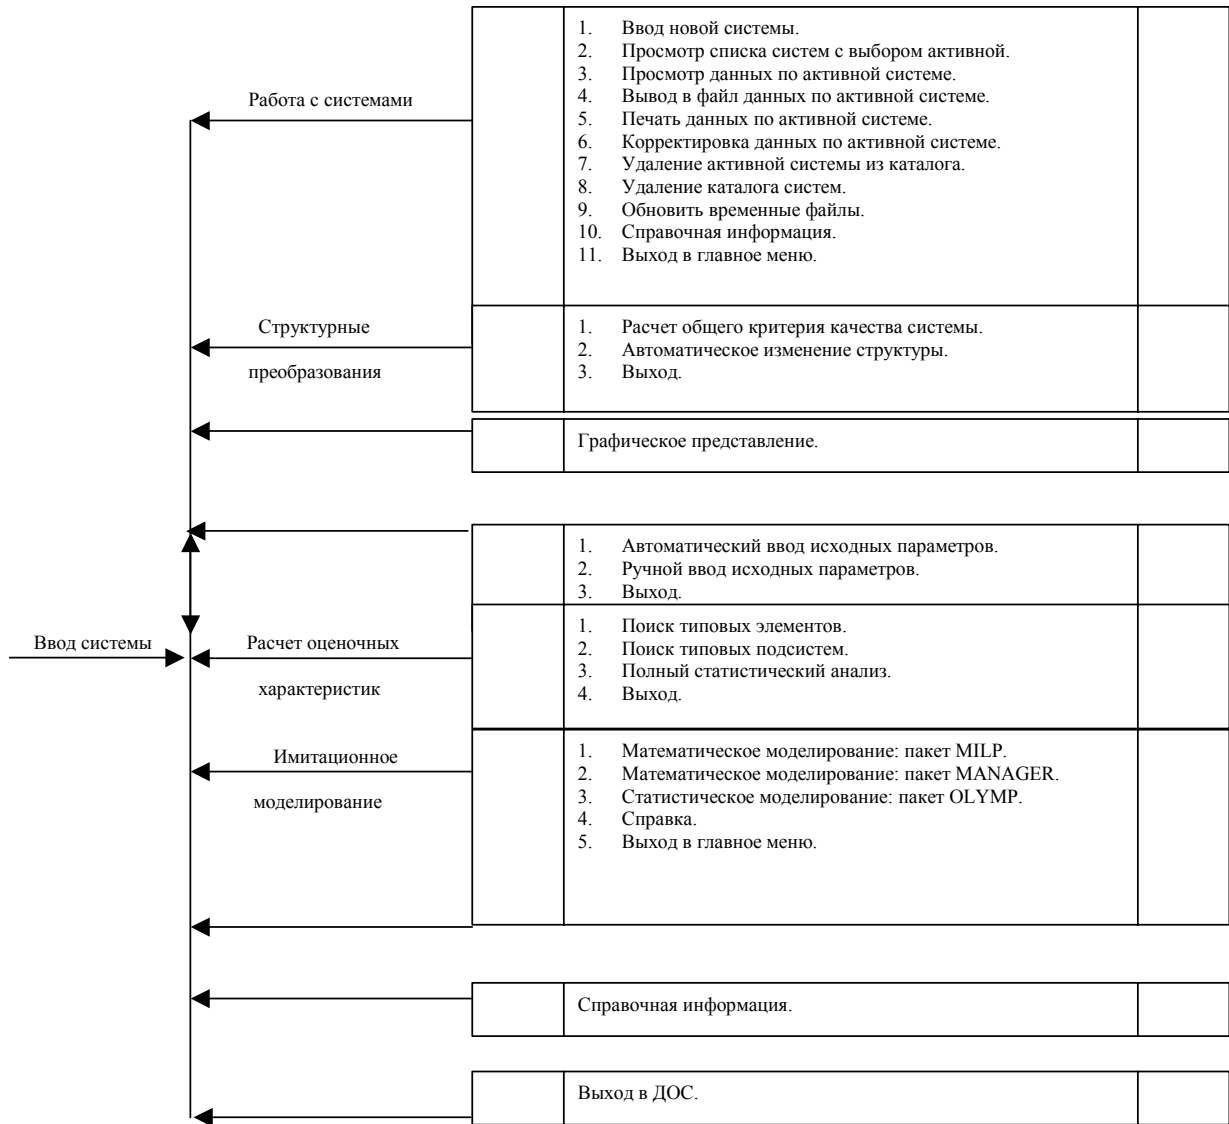 Работа с системами
1. Ввод новой системы.
2. Просмотр списка систем с выбором активной.
3. Просмотр данных по активной системе.
4. Вывод в файл данных по активной системе.
5. Печать данных по активной системе.
6. Корректировка данных по активной системе.
7. Удаление активной системы из каталога.
8. Удаление каталога систем.
9. Обновить временные файлы.
10. Справочная информация.
11. Выход в главное меню.
Структурные
преобразования
1. Расчет общего критерия качества системы.
2. Автоматическое изменение структуры.
3. Выход.
Графическое представление.
1. Автоматический ввод исходных параметров.
2. Ручной ввод исходных параметров.
3. Выход.
Ввод системы
Расчет оценочных
характеристик
1. Поиск типовых элементов.
2. Поиск типовых подсистем.
3. Полный статистический анализ.
4. Выход.
Имитационное
моделирование
1. Математическое моделирование: пакет MILP.
2. Математическое моделирование: пакет MANAGER.
3. Статистическое моделирование: пакет OLYMP.
4. Справка.
5. Выход в главное меню.
Справочная информация.
Выход в ДОС.